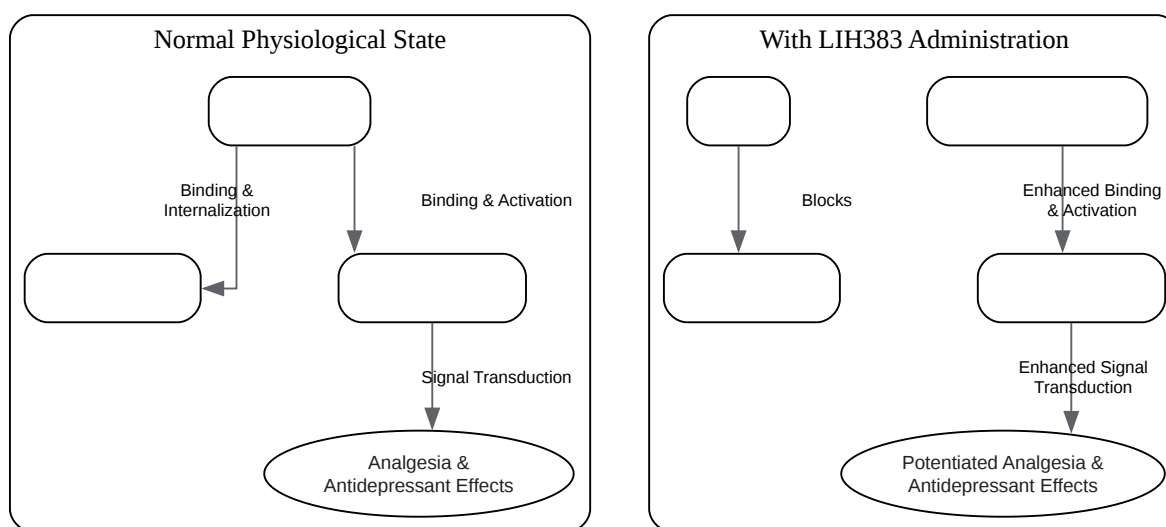 Normal Physiological State
Binding &
Internalization
Binding & Activation
Signal Transduction
Analgesia &
Antidepressant Effects
With LIH383 Administration
Blocks
Enhanced Binding
& Activation
Enhanced Signal
Transduction
Potentiated Analgesia &
Antidepressant Effects